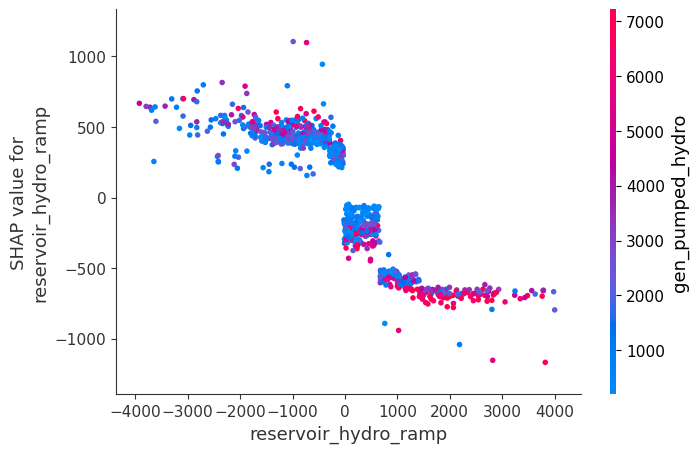 1000
500
0
−500
−1000
SHAP value for
reservoir_hydro_ramp
−4000 −3000 −2000 −1000 0 1000 2000 3000 4000
reservoir_hydro_ramp
7000
6000
5000
4000
3000
2000
1000
gen_pumped_hydro